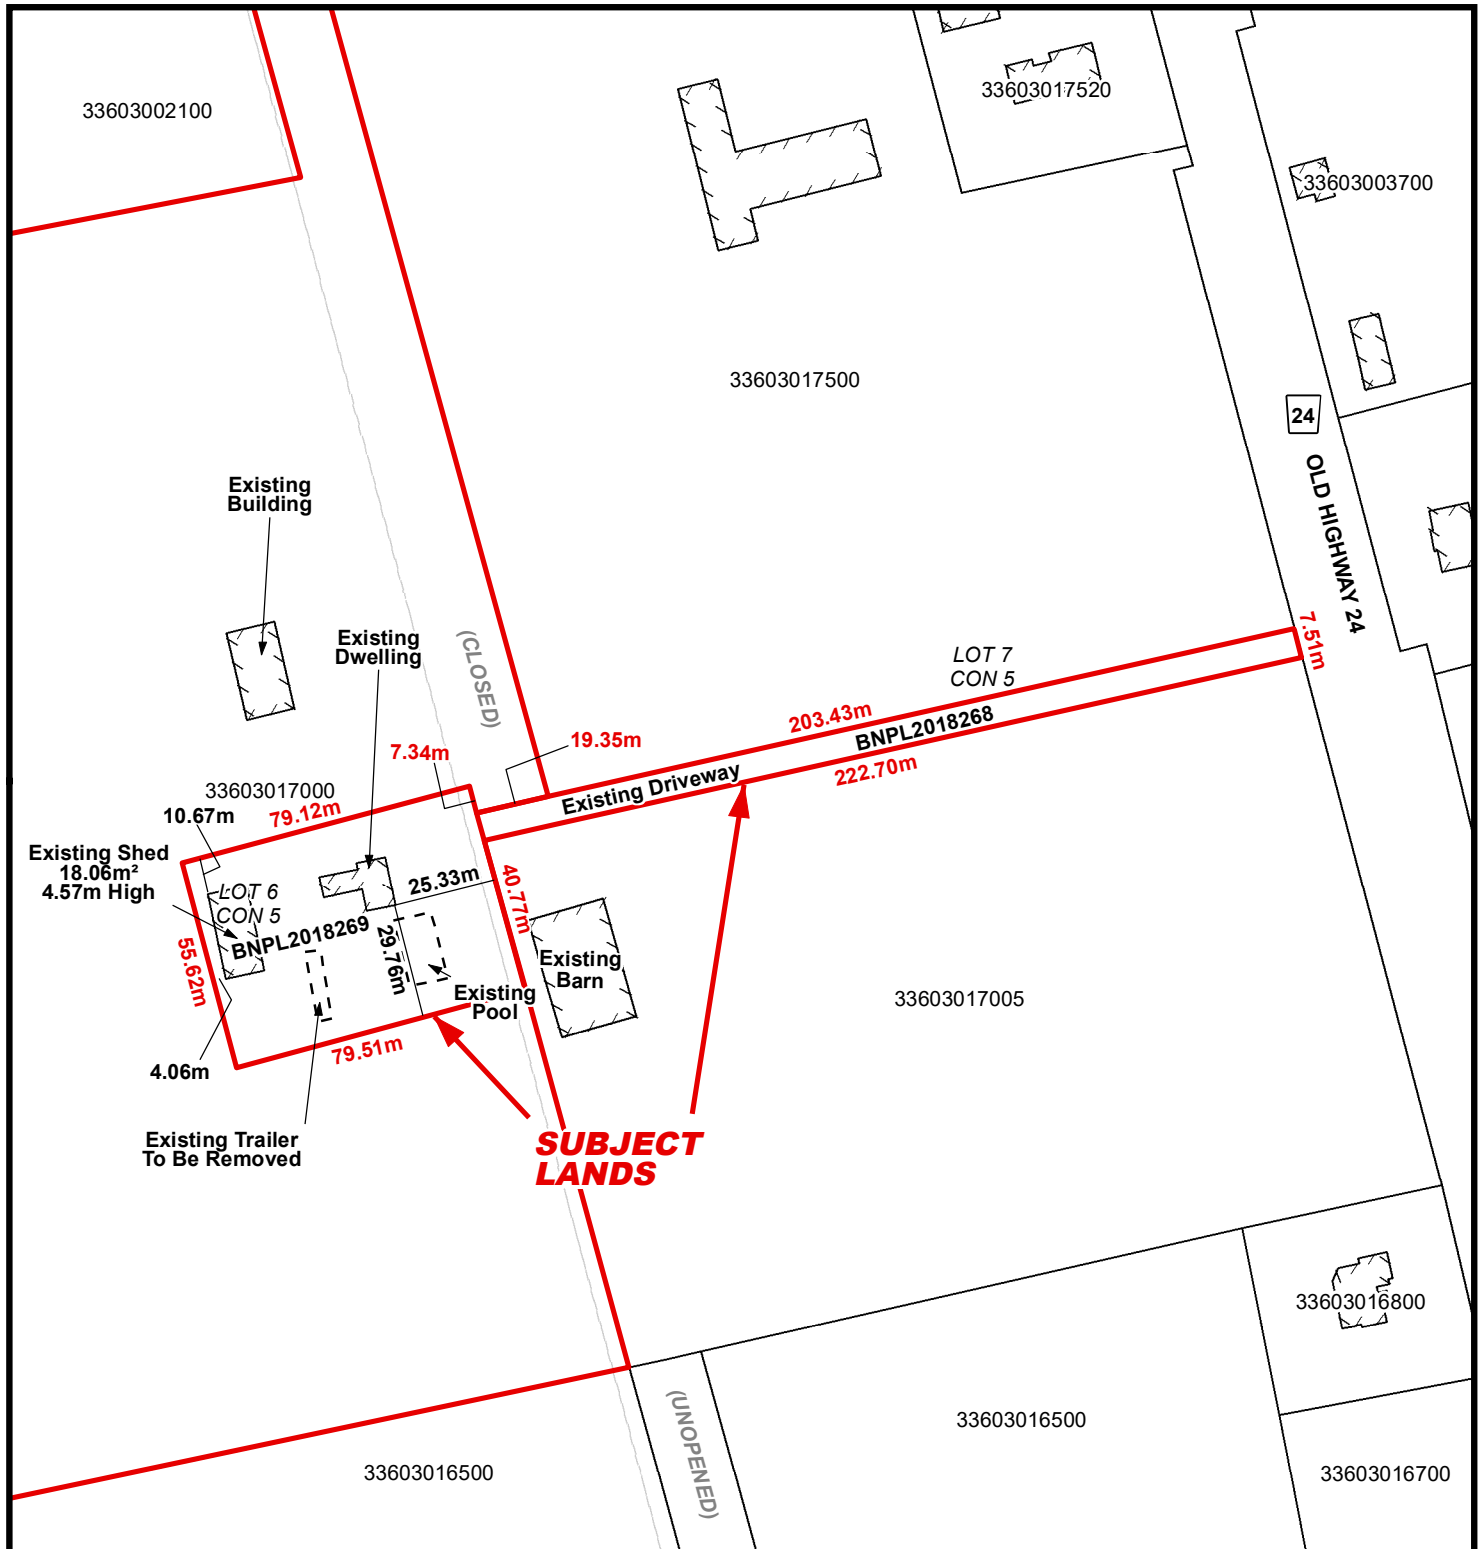 33603002100
33603017520
33603003700
33603017500
24
OLD HIGHWAY 24
Existing
Building
Existing
Dwelling
(CLOSED)
LOT 7
CON 5
7.51m
203.43m
BNPL2018268
222.70m
19.35m
7.34m
Existing Driveway
33603017000
79.12m
10.67m
Existing Shed
18.06m²
4.57m High
LOT 6
CON 5
BNPL2018269
25.33m
40.77m
29.76m
55.62m
Existing
Barn
Existing
Pool
33603017005
79.51m
4.06m
Existing Trailer
To Be Removed
SUBJECT
LANDS
33603016800
(UNOPENED)
33603016500
33603016500
33603016700